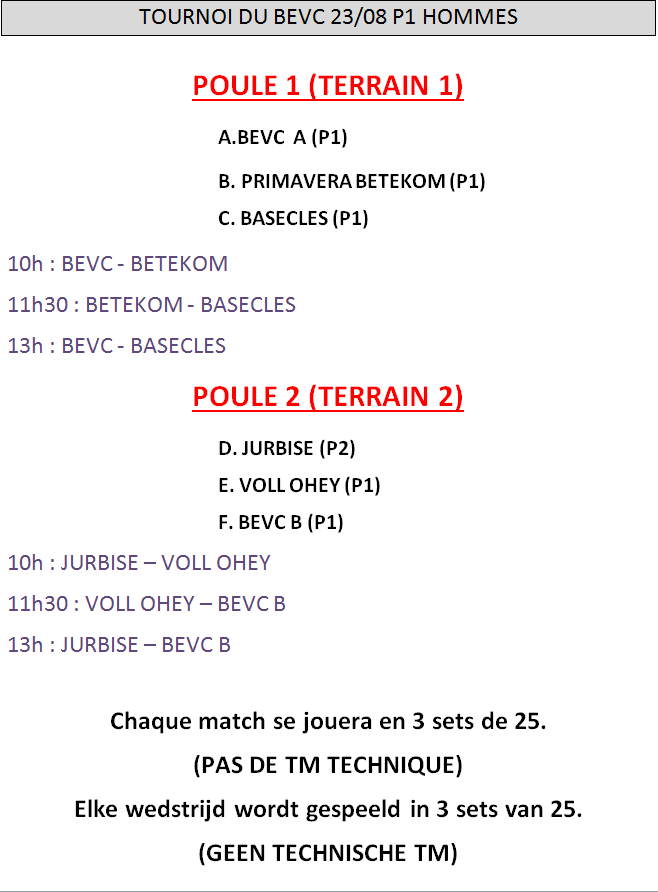 TOURNOI DU BEVC 23/08 P1 HOMMES
POULE 1 (TERRAIN 1)
A.BEVC A (P1)
B. PRIMAVERA BETEKOM (P1)
C. BASECLES (P1)
10h : BEVC - BETEKOM
11h30 : BETEKOM - BASECLES
13h : BEVC - BASECLES
POULE 2 (TERRAIN 2)
D. JURBISE (P2)
E. VOLL OHEY (P1)
F. BEVC B (P1)
10h : JURBISE – VOLL OHEY
11h30 : VOLL OHEY – BEVC B
13h : JURBISE – BEVC B
Chaque match se jouera en 3 sets de 25.
(PAS DE TM TECHNIQUE)
Elke wedstrijd wordt gespeeld in 3 sets van 25.
(GEEN TECHNISCHE TM)